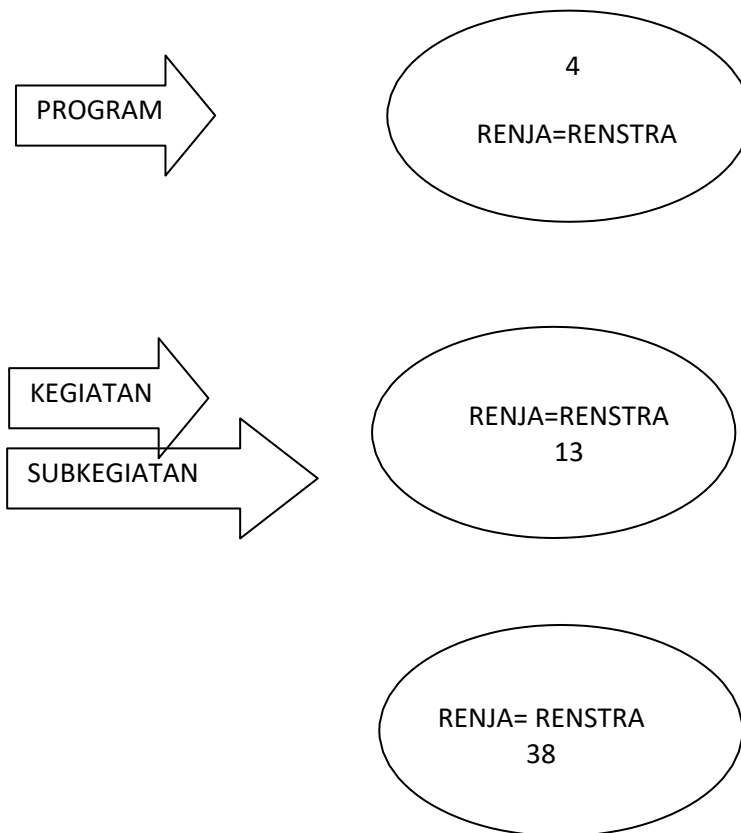 PROGRAM
4
RENJA=RENSTRA
KEGIATAN
RENJA=RENSTRA
13
SUBKEGIATAN
RENJA= RENSTRA
38